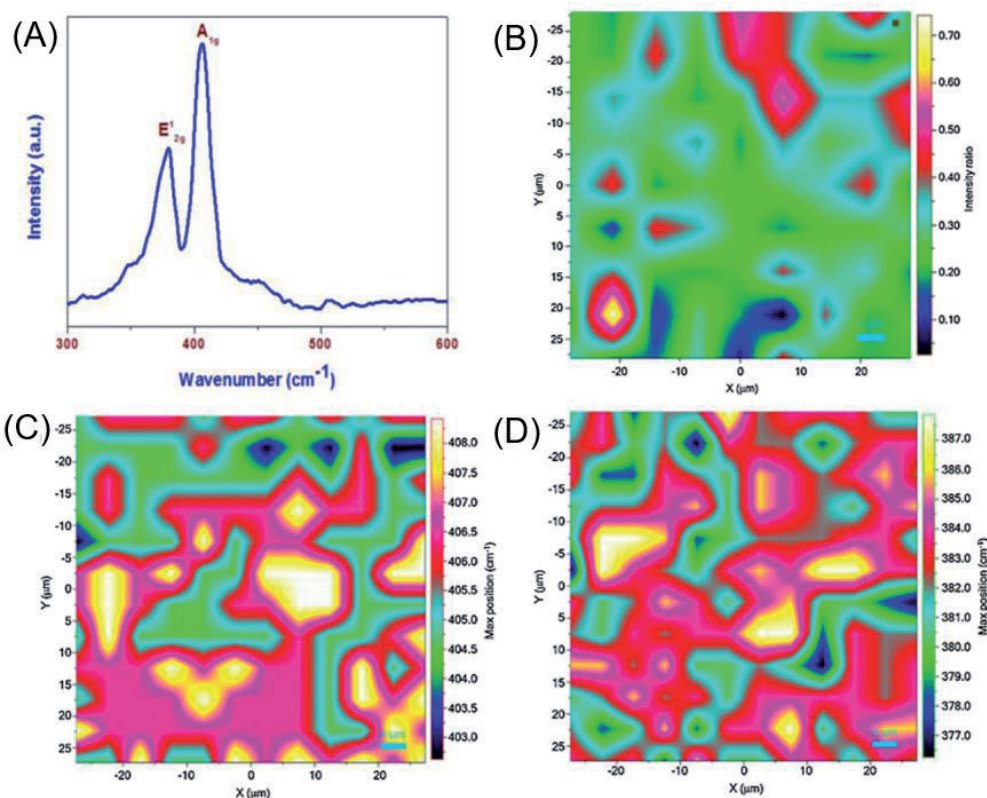 (A)
A1g
E¹2g
Intensity (a.u.)
300 400 500 600
Wavenumber (cm⁻¹)
(B)
-25
-20
-15
-10
-5
0
5
10
15
20
25
Y (µm)
-20 -10 0 10 20
X (µm)
0.70
0.60
0.50
0.40
0.30
0.20
0.10
Intensity ratio
(C)
-25
-20
-15
-10
-5
0
5
10
15
20
25
Y (µm)
-20 -10 0 10 20
X (µm)
408.0
407.5
407.0
406.5
406.0
405.5
405.0
404.5
404.0
403.5
403.0
Max position (cm⁻¹)
(D)
-25
-20
-15
-10
-5
0
5
10
15
20
25
Y (µm)
-20 -10 0 10 20
X (µm)
387.0
386.0
385.0
384.0
383.0
382.0
381.0
380.0
379.0
378.0
377.0
Max position (cm⁻¹)